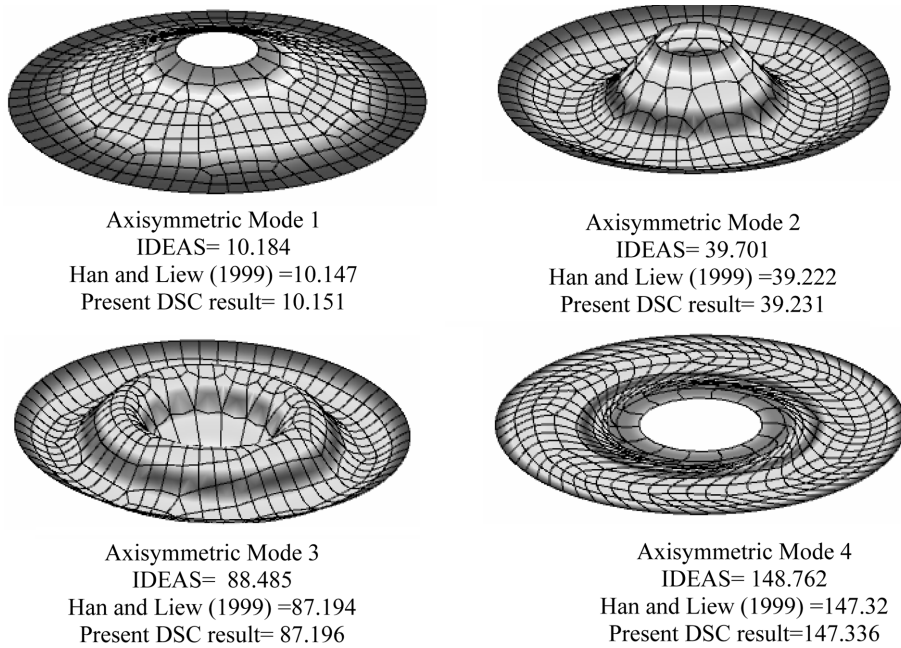 Axisymmetric Mode 1
IDEAS= 10.184
Han and Liew (1999) =10.147
Present DSC result= 10.151
Axisymmetric Mode 2
IDEAS= 39.701
Han and Liew (1999) =39.222
Present DSC result= 39.231
Axisymmetric Mode 3
IDEAS=  88.485
Han and Liew (1999) =87.194
Present DSC result= 87.196
Axisymmetric Mode 4
IDEAS= 148.762
Han and Liew (1999) =147.32
Present DSC result=147.336